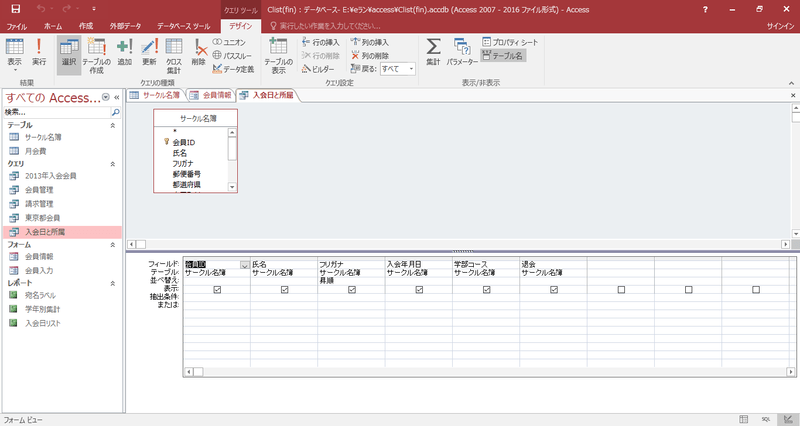 クエリ ツール
Clist(fin) : データベース- E:¥eラン¥access¥Clist(fin).accdb (Access 2007 - 2016 ファイル形式) - Access
ファイル ホーム 作成 外部データ データベース ツール デザイン 実行したい作業を入力してください... サインイン
表示 実行 選択 テーブルの作成 追加 更新 クロス集計 削除 ユニオン パススルー データ定義
テーブルの表示 行の挿入 行の削除 ビルダー 列の挿入 列の削除 戻る: すべて
集計 パラメーター プロパティ シート テーブル名
結果 クエリの種類 クエリ設定 表示/非表示
すべての Access...
検索...
テーブル
サークル名簿
月会費
クエリ
2013年入会会員
会員管理
請求管理
東京都会員
入会日と所属
フォーム
会員情報
会員入力
レポート
宛名ラベル
学年別集計
入会日リスト
サークル名簿 会員情報 入会日と所属
サークル名簿
*
会員ID
氏名
フリガナ
郵便番号
都道府県
フィールド: 会員ID 氏名 フリガナ 入会年月日 学部コース 退会
テーブル: サークル名簿 サークル名簿 サークル名簿 サークル名簿 サークル名簿 サークル名簿
並べ替え: 昇順
表示:
抽出条件:
または:
フォーム ビュー
SQL